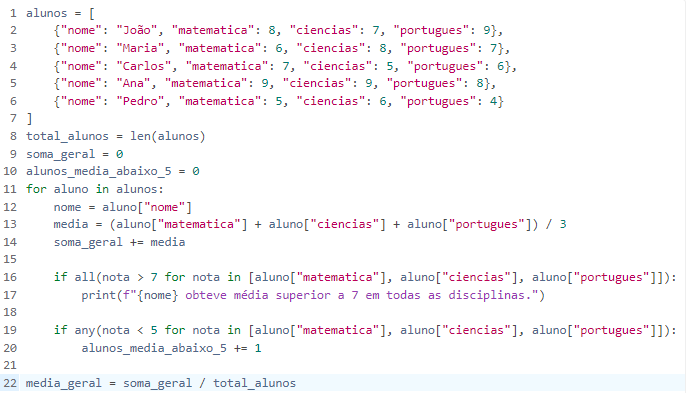 1 alunos = [
2     {"nome": "João", "matematica": 8, "ciencias": 7, "portugues": 9},
3     {"nome": "Maria", "matematica": 6, "ciencias": 8, "portugues": 7},
4     {"nome": "Carlos", "matematica": 7, "ciencias": 5, "portugues": 6},
5     {"nome": "Ana", "matematica": 9, "ciencias": 9, "portugues": 8},
6     {"nome": "Pedro", "matematica": 5, "ciencias": 6, "portugues": 4}
7 ]
8 total_alunos = len(alunos)
9 soma_geral = 0
10 alunos_media_abaixo_5 = 0
11 for aluno in alunos:
12     nome = aluno["nome"]
13     media = (aluno["matematica"] + aluno["ciencias"] + aluno["portugues"]) / 3
14     soma_geral += media
15
16     if all(nota > 7 for nota in [aluno["matematica"], aluno["ciencias"], aluno["portugues"]]):
17         print(f"{nome} obteve média superior a 7 em todas as disciplinas.")
18
19     if any(nota < 5 for nota in [aluno["matematica"], aluno["ciencias"], aluno["portugues"]]):
20         alunos_media_abaixo_5 += 1
21
22 media_geral = soma_geral / total_alunos